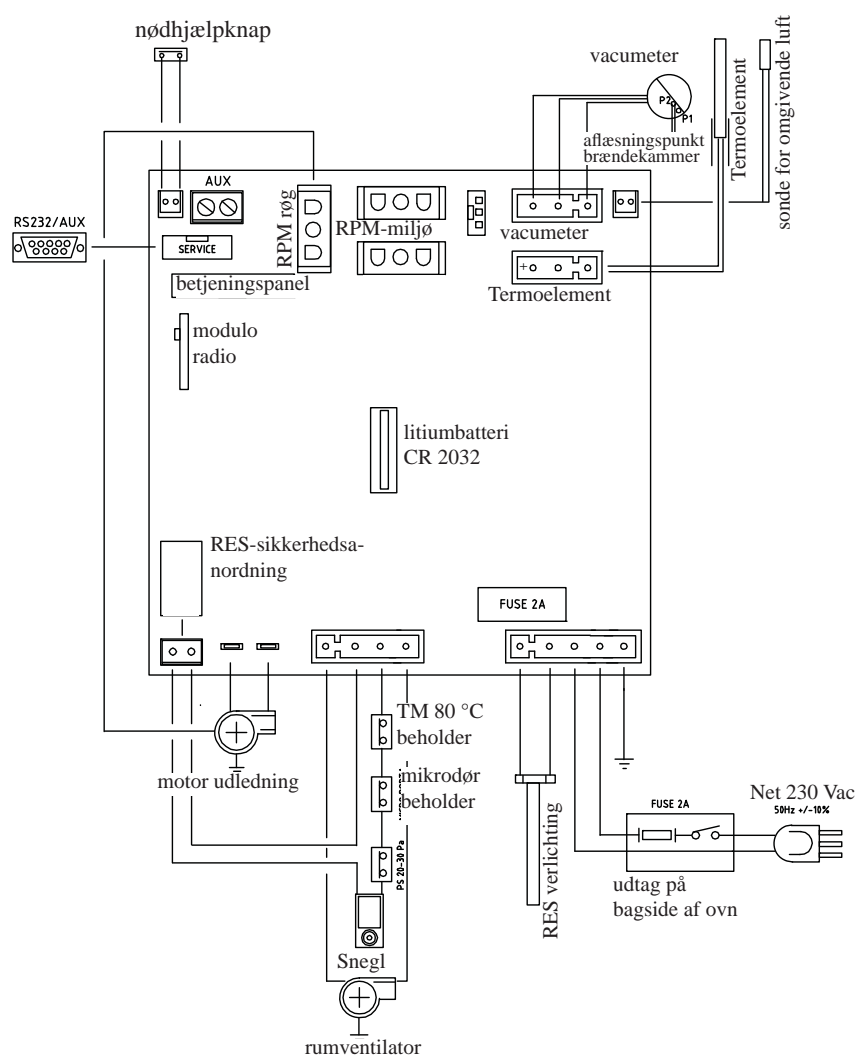 nødhjælpknap
vacumeter
P2
P1
aflæsningspunkt
brændekammer
Termoelement
sonde for omgivende luft
AUX
RS232/AUX
SERVICE
RPM røg
RPM-miljø
vacumeter
+
Termoelement
betjeningspanel
modulo
radio
litiumbatteri
CR 2032
RES-sikkerhedsa-
nordning
FUSE 2A
TM 80 °C
beholder
motor udledning
mikrodør
beholder
PS 20-30 Pa
RES verlichting
FUSE 2A
Net 230 Vac
50Hz +/-10%
udtag på
bagside af ovn
Snegl
rumventilator